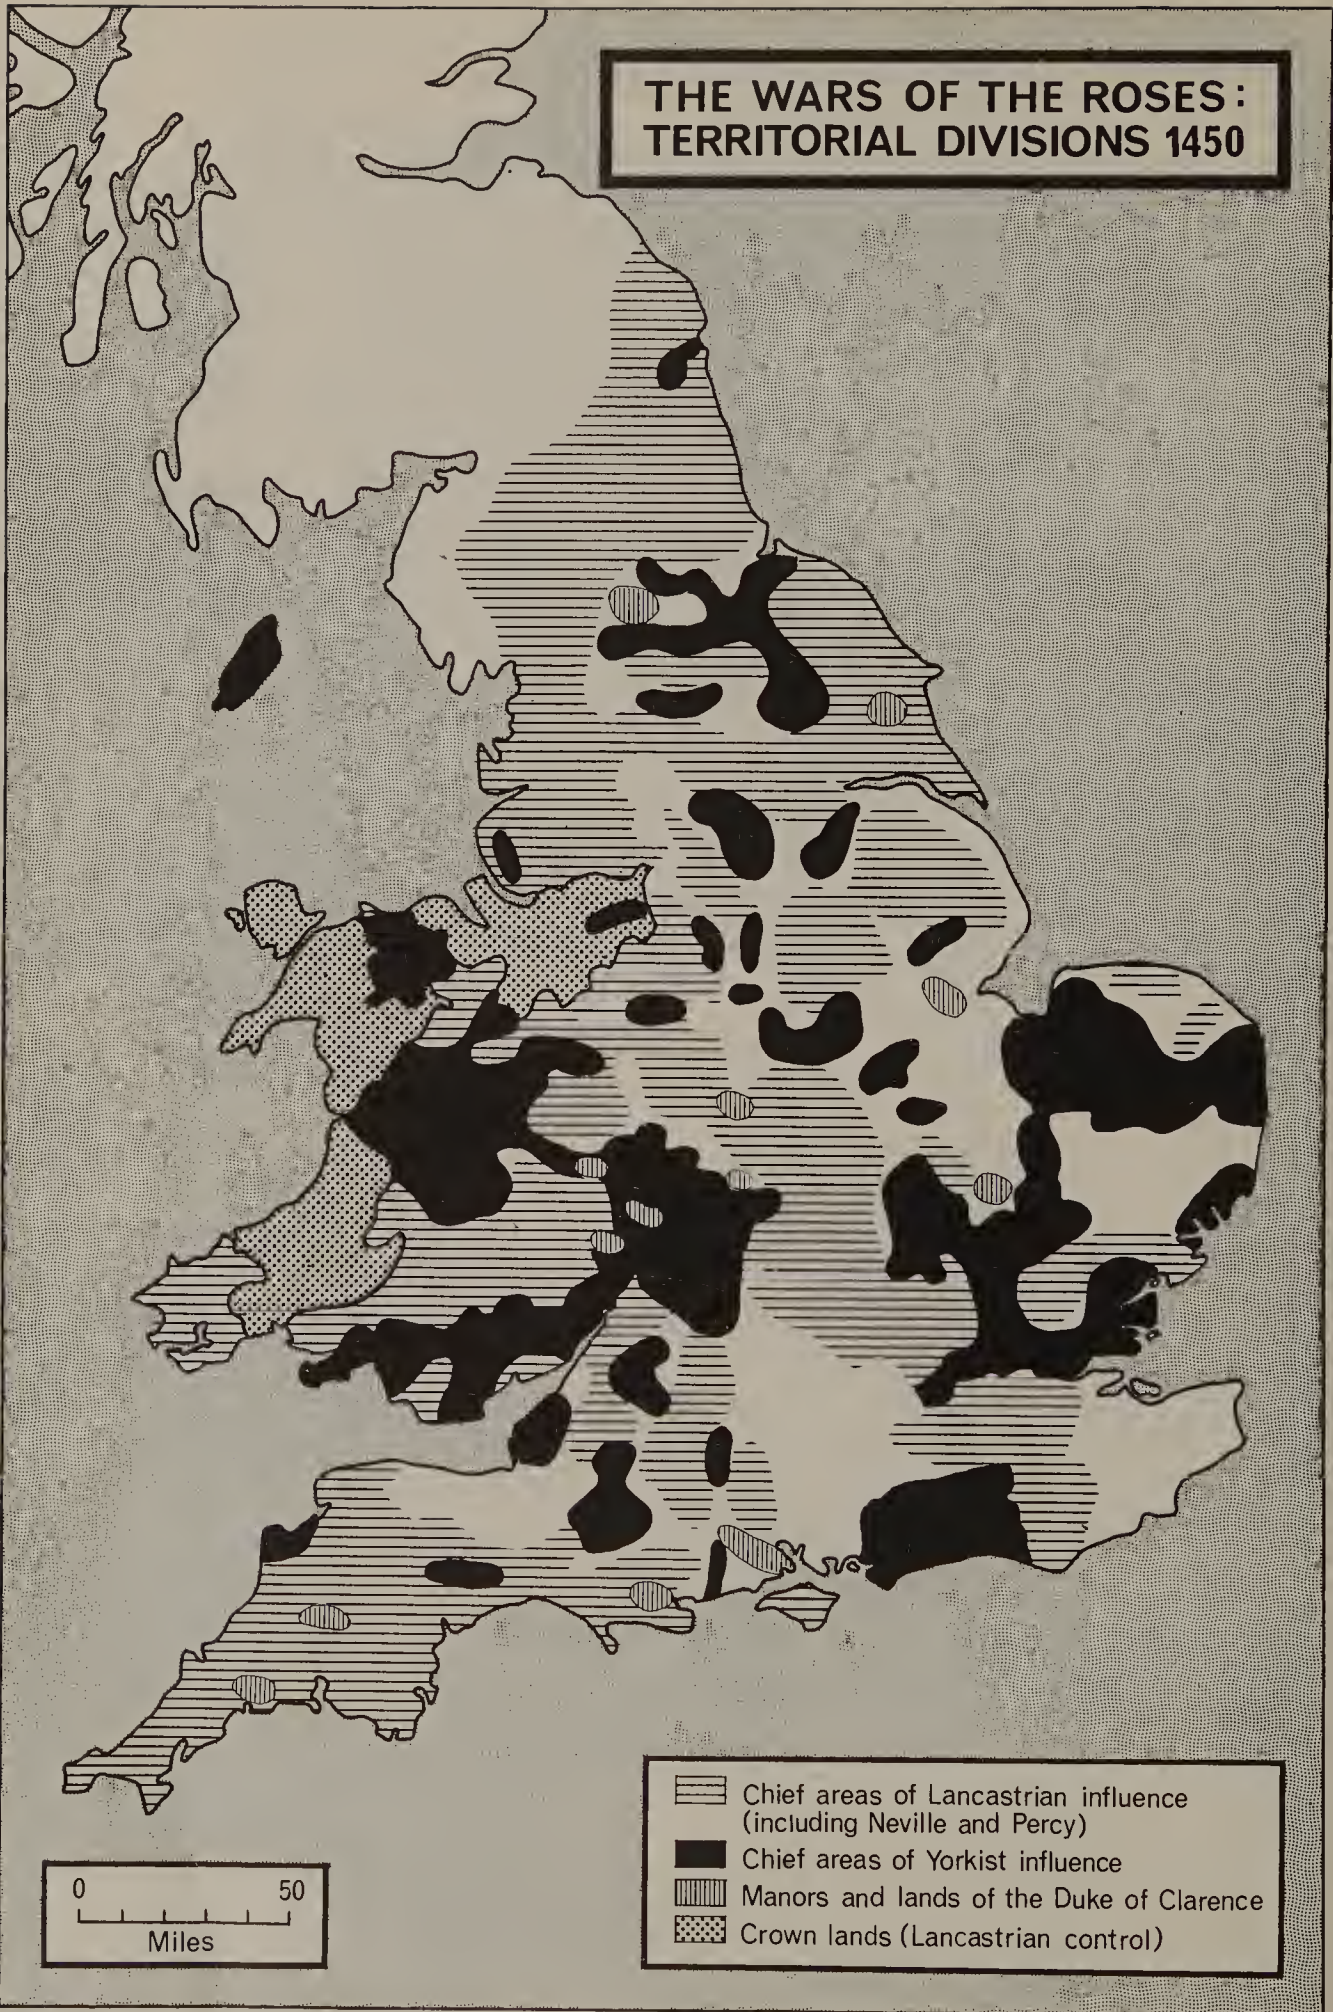 THE WARS OF THE ROSES:
TERRITORIAL DIVISIONS 1450
Chief areas of Lancastrian influence
(including Neville and Percy)
Chief areas of Yorkist influence
Manors and lands of the Duke of Clarence
Crown lands (Lancastrian control)
0 50
Miles